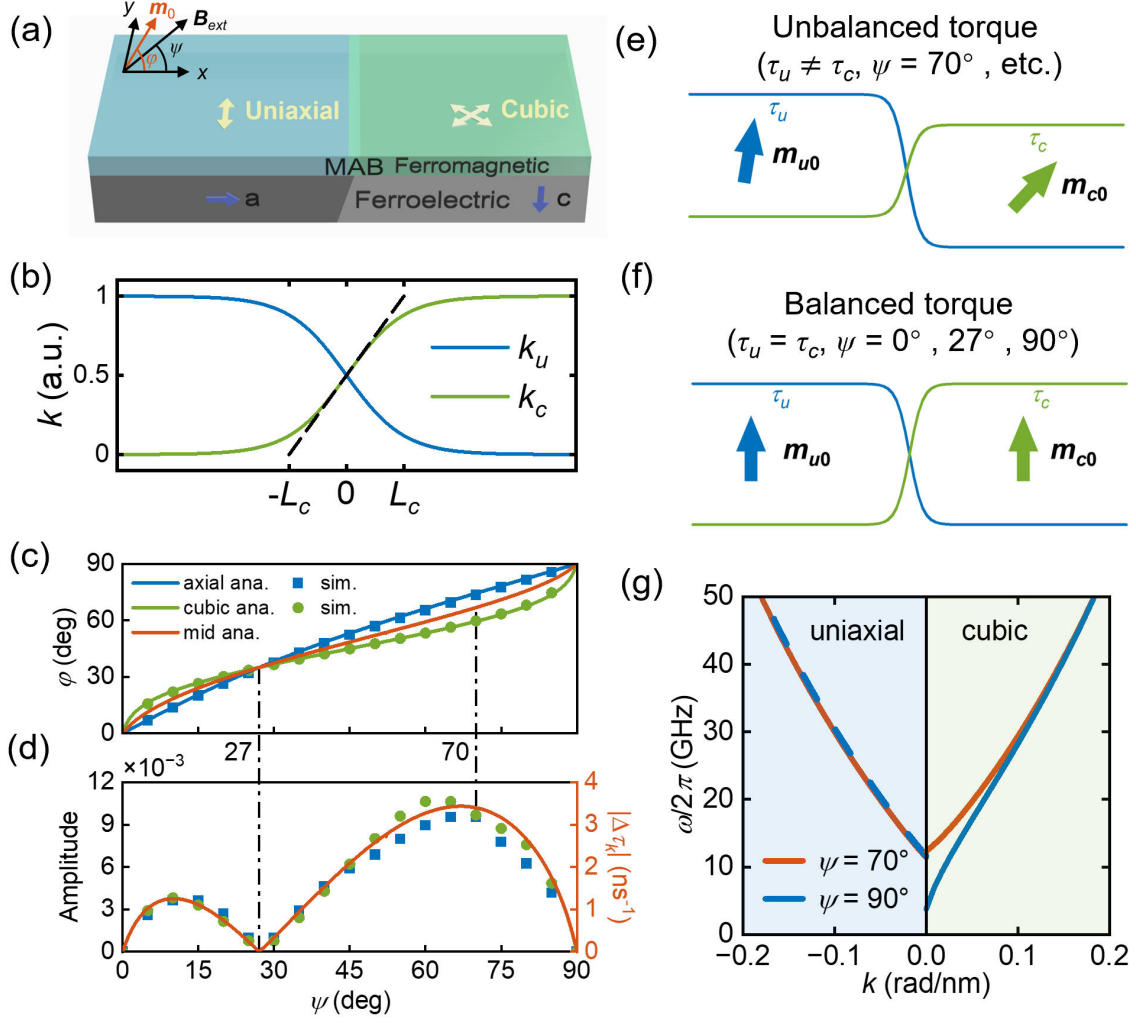 (a)
y
m0
Bext
ψ
φ
x
Uniaxial
Cubic
MAB Ferromagnetic
a
Ferroelectric
c
(b)
k (a.u.)
1
0.5
0
ku
kc
-Lc 0 Lc
(c)
φ (deg)
90
60
30
0
axial ana. sim.
cubic ana. sim.
mid ana.
27
70
(d)
×10⁻³
Amplitude
12
9
6
3
0
4
3
2
1
0
|Δτk| (ns⁻¹)
0 15 30 45 60 75 90
ψ (deg)
(e)
Unbalanced torque
(τu ≠ τc, ψ = 70° , etc.)
τu
mu0
τc
mc0
(f)
Balanced torque
(τu = τc, ψ = 0° , 27° , 90°)
τu
mu0
τc
mc0
(g)
ω/2π (GHz)
50
40
30
20
10
0
uniaxial
cubic
ψ = 70°
ψ = 90°
−0.2 −0.1 0.0 0.1 0.2
k (rad/nm)